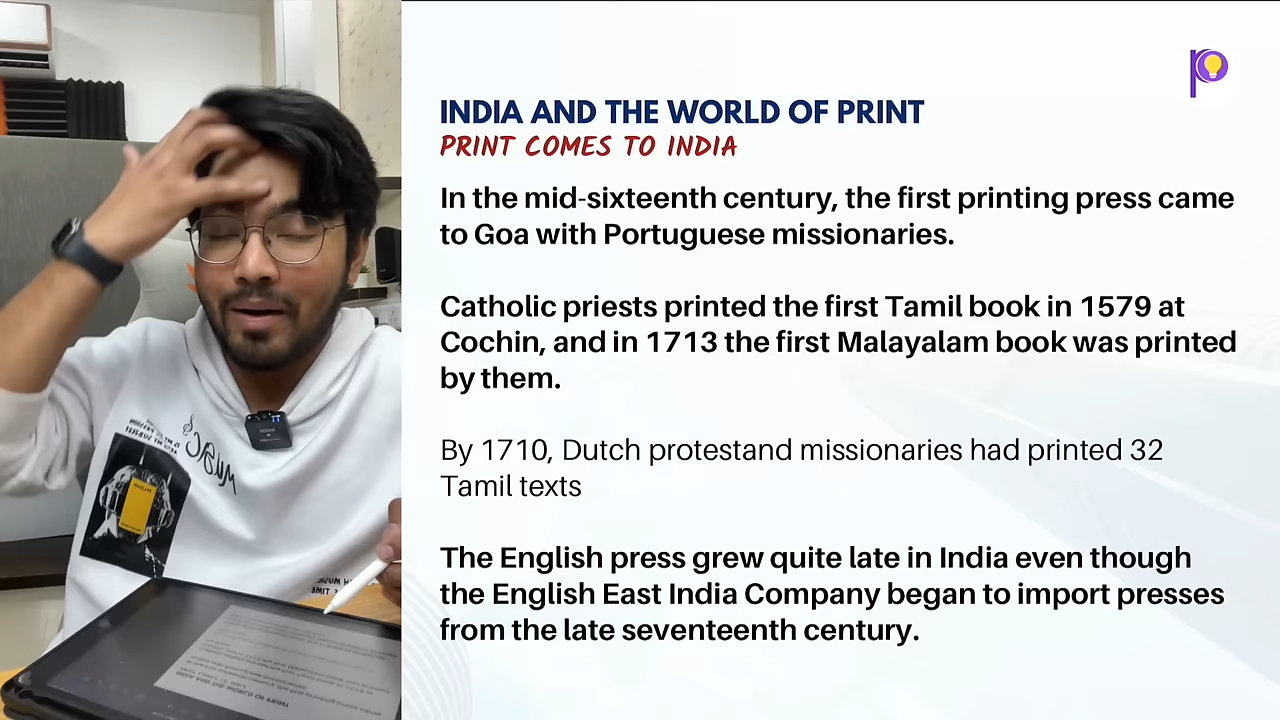 INDIA AND THE WORLD OF PRINT
PRINT COMES TO INDIA
In the mid-sixteenth century, the first printing press came
to Goa with Portuguese missionaries.
Catholic priests printed the first Tamil book in 1579 at
Cochin, and in 1713 the first Malayalam book was printed
by them.
By 1710, Dutch protestand missionaries had printed 32
Tamil texts
The English press grew quite late in India even though
the English East India Company began to import presses
from the late seventeenth century.
MUSIC